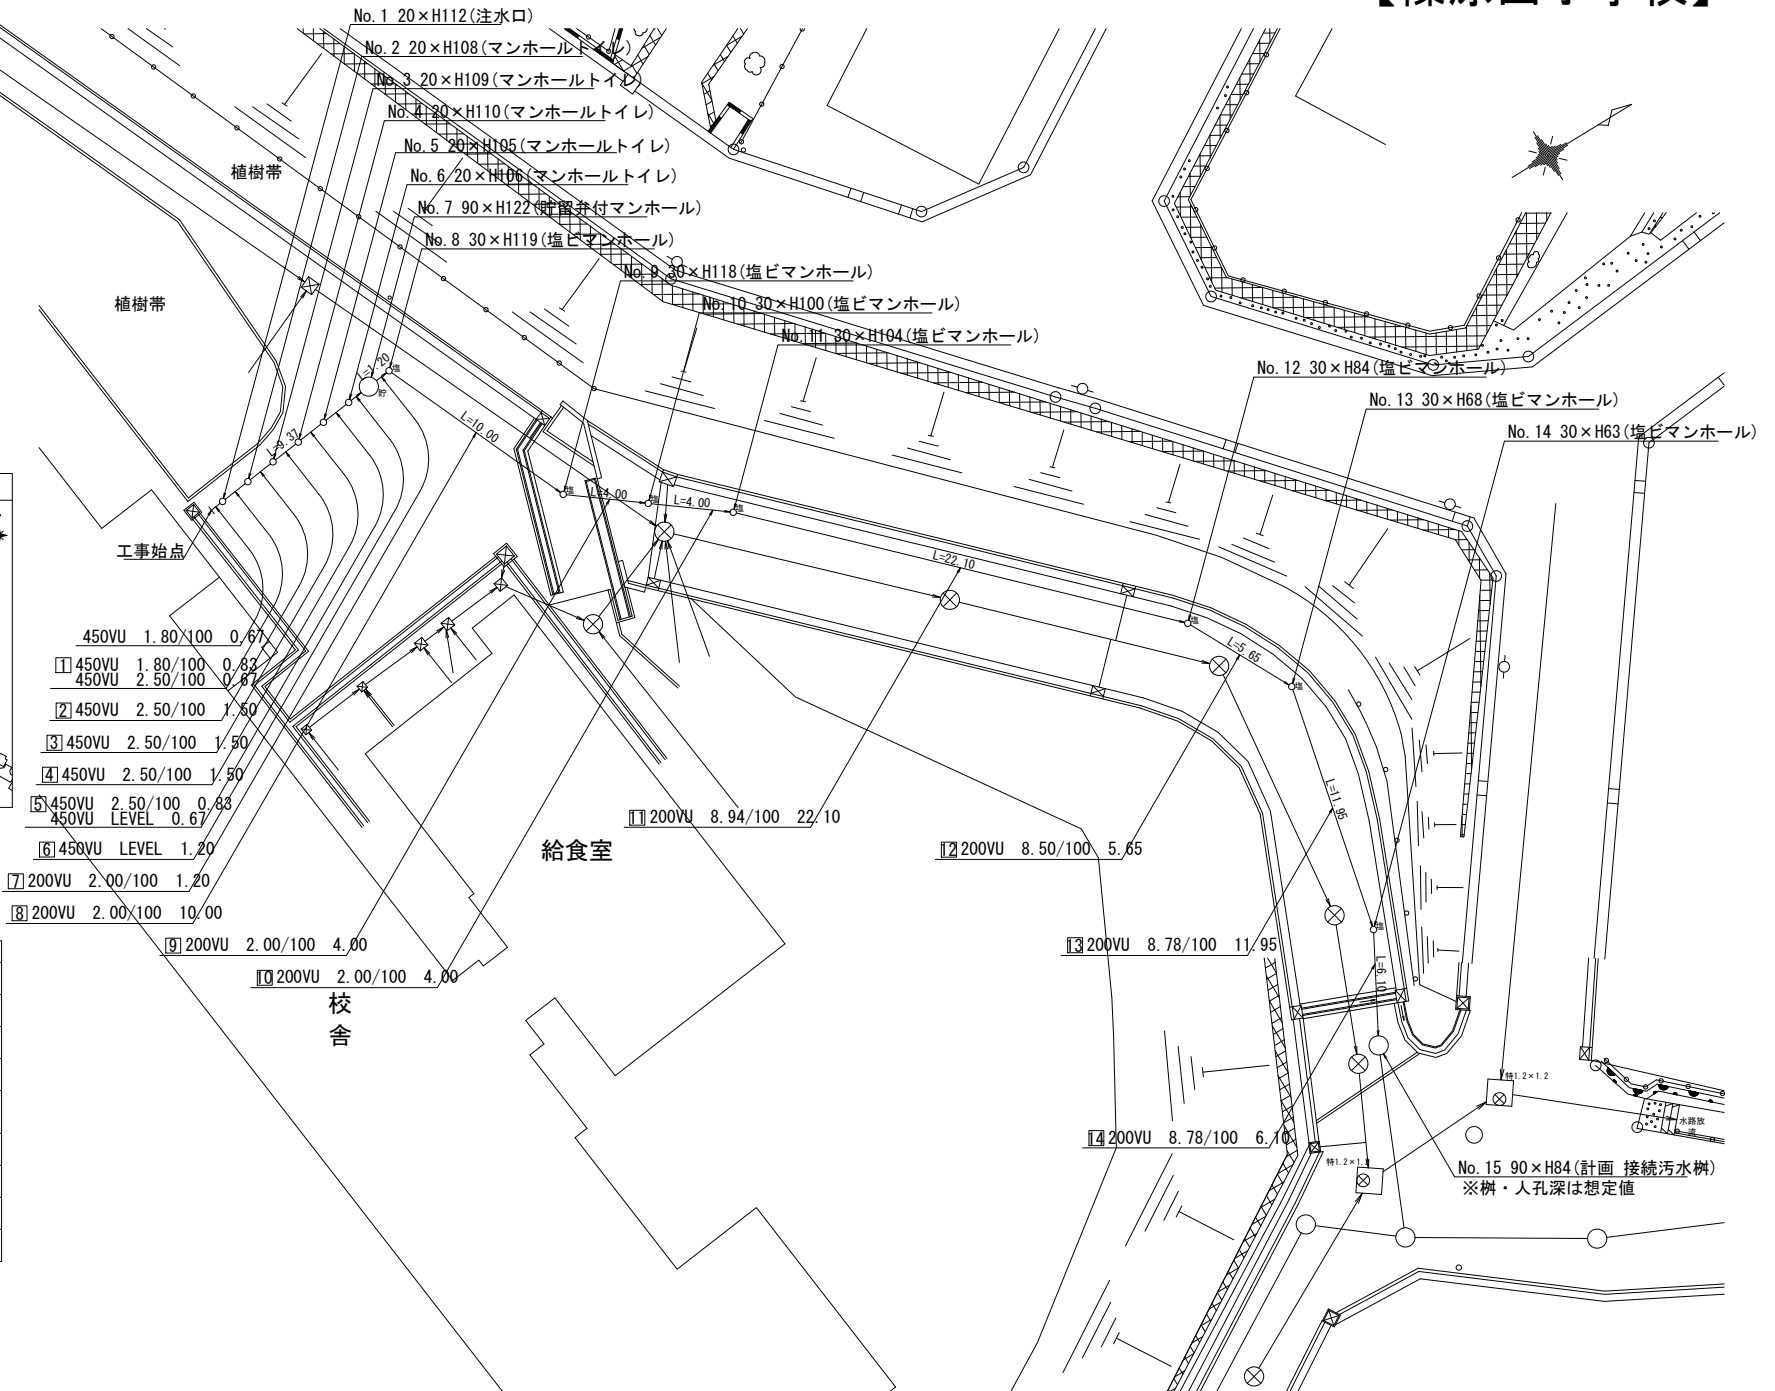 No.1 20×H112(注水口)
No.2 20×H108(マンホールトイレ)
No.3 20×H109(マンホールトイレ)
No.4 20×H110(マンホールトイレ)
No.5 20×H105(マンホールトイレ)
No.6 20×H106(マンホールトイレ)
No.7 90×H122(貯留弁付マンホール)
No.8 30×H119(塩ビマンホール)
No.9 30×H118(塩ビマンホール)
No.10 30×H100(塩ビマンホール)
No.11 30×H104(塩ビマンホール)
No.12 30×H84(塩ビマンホール)
No.13 30×H68(塩ビマンホール)
No.14 30×H63(塩ビマンホール)
植樹帯
植樹帯
L=1.20
塩
貯
L=9.37
L=10.00
塩
L=4.00
塩
L=4.00
塩
L=22.10
塩
L=5.65
塩
L=11.95
塩
L=6.10
工事始点
450VU 1.80/100 0.67
1 450VU 1.80/100 0.83
450VU 2.50/100 0.67
2 450VU 2.50/100 1.50
3 450VU 2.50/100 1.50
4 450VU 2.50/100 1.50
5 450VU 2.50/100 0.83
450VU LEVEL 0.67
6 450VU LEVEL 1.20
7 200VU 2.00/100 1.20
8 200VU 2.00/100 10.00
9 200VU 2.00/100 4.00
10 200VU 2.00/100 4.00
11 200VU 8.94/100 22.10
12 200VU 8.50/100 5.65
13 200VU 8.78/100 11.95
14 200VU 8.78/100 6.10
給食室
校
舎
特1.2×1.2
水路放
流
特1.2×1.2
No.15 90×H84(計画 接続汚水桝)
※桝・人孔深は想定値